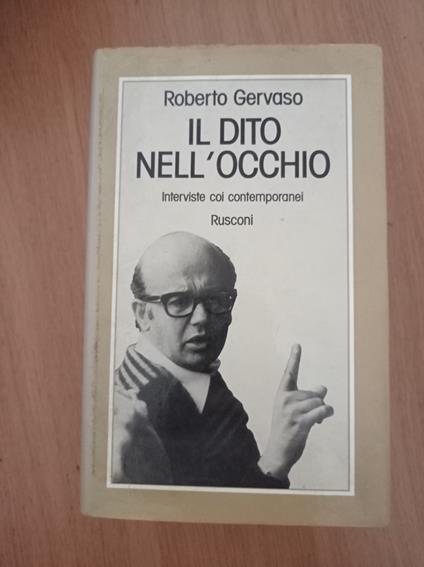 Roberto Gervaso
IL DITO
NELL'OCCHIO
Interviste coi contemporanei
Rusconi